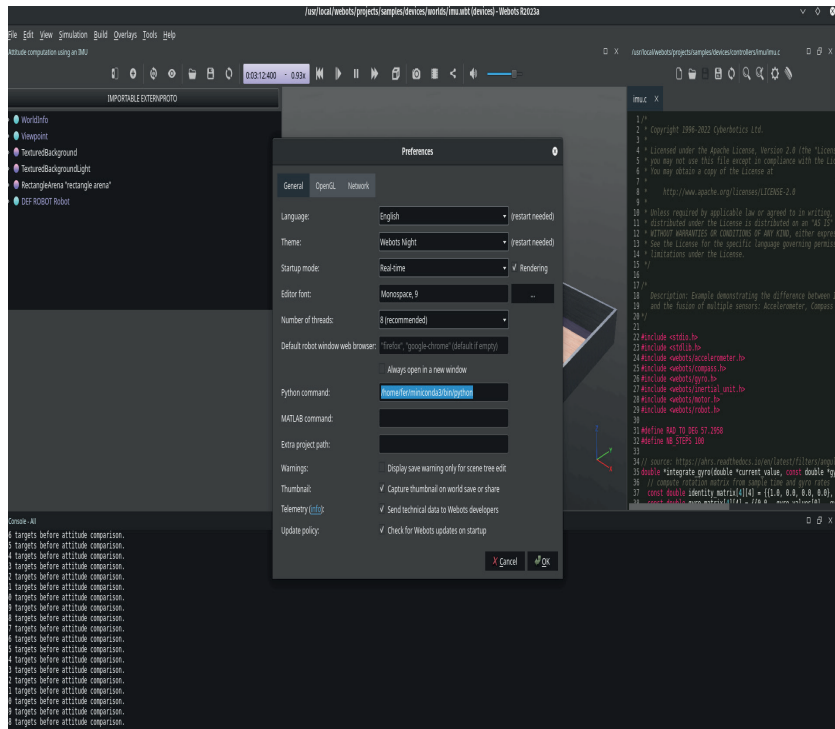 /usr/local/webots/projects/samples/devices/worlds/imu.wbt (devices) - Webots R2023a
File Edit View Simulation Build Overlays Tools Help
Attitude computation using an IMU
/usr/local/webots/projects/samples/devices/controllers/imu/imu.c
0:03:12:400 - 0.93x
IMPORTABLE EXTERNPROTO
WorldInfo
Viewpoint
TexturedBackground
TexturedBackgroundLight
RectangleArena "rectangle arena"
DEF ROBOT Robot
Preferences
General OpenGL Network
Language: English (restart needed)
Theme: Webots Night (restart needed)
Startup mode: Real-time Rendering
Editor font: Monospace, 9 ...
Number of threads: 8 (recommended)
Default robot window web browser: "firefox", "google-chrome" (default if empty)
Always open in a new window
Python command: /home/fer/miniconda3/bin/python
MATLAB command:
Extra project path:
Warnings: Display save warning only for scene tree edit
Thumbnail: Capture thumbnail on world save or share
Telemetry (info): Send technical data to Webots developers
Update policy: Check for Webots updates on startup
Cancel OK
imu.c
1 /*
2 * Copyright 1996-2022 Cyberbotics Ltd.
3 *
4 * Licensed under the Apache License, Version 2.0 (the "Licens
5 * you may not use this file except in compliance with the Lic
6 * You may obtain a copy of the License at
7 *
8 * http://www.apache.org/licenses/LICENSE-2.0
9 *
10 * Unless required by applicable law or agreed to in writing,
11 * distributed under the License is distributed on an "AS IS"
12 * WITHOUT WARRANTIES OR CONDITIONS OF ANY KIND, either expres
13 * See the License for the specific language governing permiss
14 * limitations under the License.
15 */
16
17 /*
18 Description: Example demonstrating the difference between
19 and the fusion of multiple sensors: Accelerometer, Compass
20 */
21
22 #include <stdio.h>
23 #include <stdlib.h>
24 #include <webots/accelerometer.h>
25 #include <webots/compass.h>
26 #include <webots/gyro.h>
27 #include <webots/inertial_unit.h>
28 #include <webots/motor.h>
29 #include <webots/robot.h>
30
31 #define RAD_TO_DEG 57.2958
32 #define NB_STEPS 100
33
34 // source: https://ahrs.readthedocs.io/en/latest/filters/angul
35 double *integrate_gyro(double *current_value, const double *gy
36 // compute rotation matrix from sample time and gyro rates
37 const double identity_matrix[4][4] = {{1.0, 0.0, 0.0, 0.0},
Console - All
6 targets before attitude comparison.
5 targets before attitude comparison.
4 targets before attitude comparison.
3 targets before attitude comparison.
2 targets before attitude comparison.
1 targets before attitude comparison.
0 targets before attitude comparison.
9 targets before attitude comparison.
8 targets before attitude comparison.
7 targets before attitude comparison.
6 targets before attitude comparison.
5 targets before attitude comparison.
4 targets before attitude comparison.
3 targets before attitude comparison.
2 targets before attitude comparison.
1 targets before attitude comparison.
0 targets before attitude comparison.
9 targets before attitude comparison.
8 targets before attitude comparison.